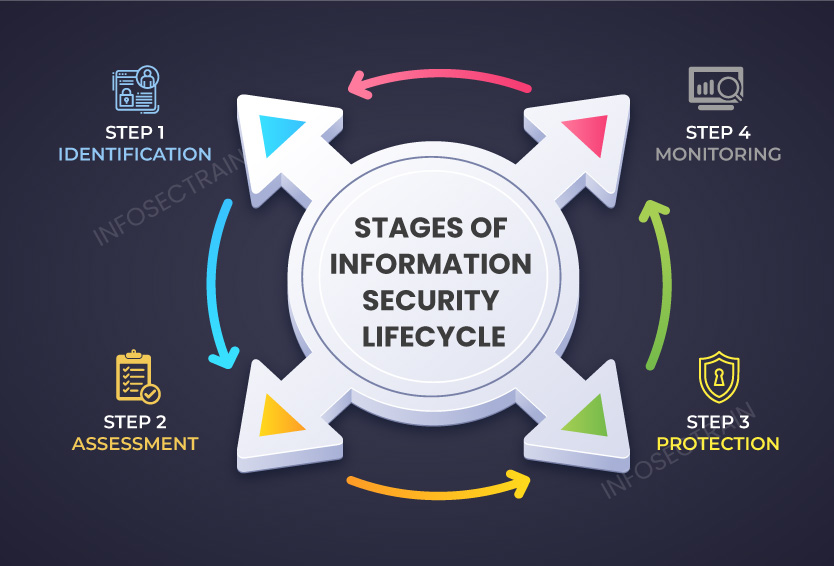 STEP 1
IDENTIFICATION
STEP 4
MONITORING
INFOSECTRAIN
STAGES OF
INFORMATION
SECURITY
LIFECYCLE
STEP 2
ASSESSMENT
STEP 3
PROTECTION
INFOSECTRAIN